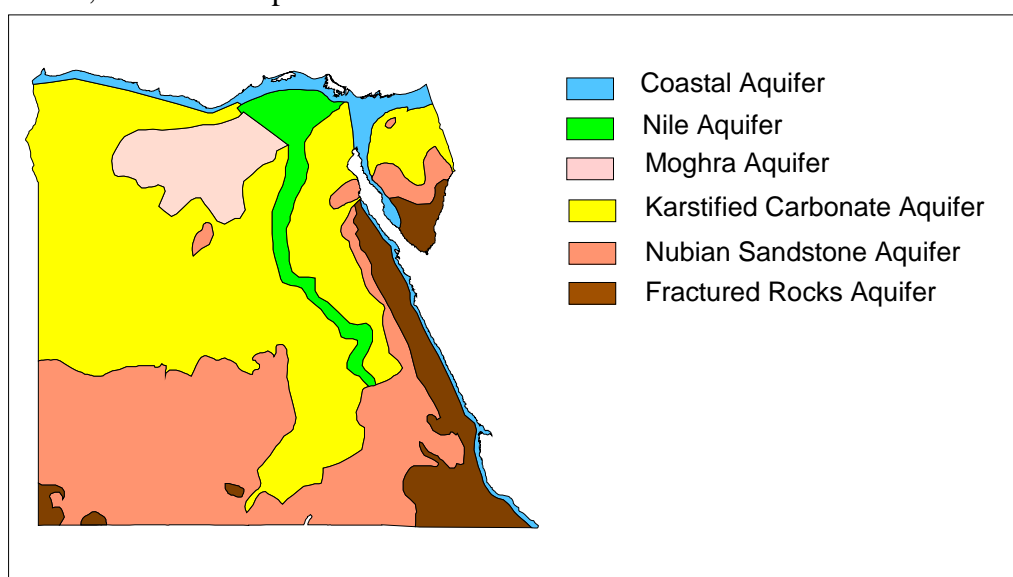 Coastal Aquifer
Nile Aquifer
Moghra Aquifer
Karstified Carbonate Aquifer
Nubian Sandstone Aquifer
Fractured Rocks Aquifer